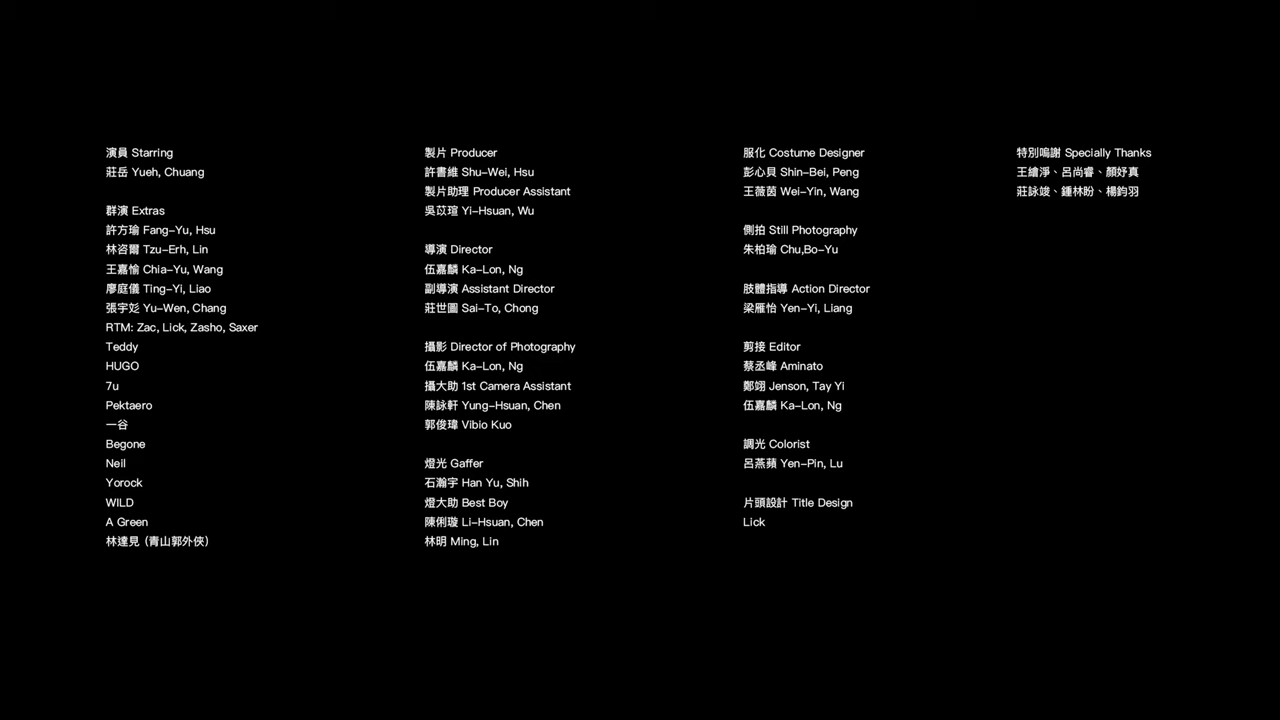 演員 Starring
莊岳 Yueh, Chuang
群演 Extras
許方瑜 Fang-Yu, Hsu
林咨爾 Tzu-Erh, Lin
王嘉愉 Chia-Yu, Wang
廖庭儀 Ting-Yi, Liao
張宇彣 Yu-Wen, Chang
RTM: Zac, Lick, Zasho, Saxer
Teddy
HUGO
7u
Pektaero
一谷
Begone
Neil
Yorock
WILD
A Green
林達見 (青山郭外俠)
製片 Producer
許書維 Shu-Wei, Hsu
製片助理 Producer Assistant
吳苡瑄 Yi-Hsuan, Wu
導演 Director
伍嘉麟 Ka-Lon, Ng
副導演 Assistant Director
莊世圖 Sai-To, Chong
攝影 Director of Photography
伍嘉麟 Ka-Lon, Ng
攝大助 1st Camera Assistant
陳詠軒 Yung-Hsuan, Chen
郭俊瑋 Vibio Kuo
燈光 Gaffer
石瀚宇 Han Yu, Shih
燈大助 Best Boy
陳俐璇 Li-Hsuan, Chen
林明 Ming, Lin
服化 Costume Designer
彭心貝 Shin-Bei, Peng
王薇茵 Wei-Yin, Wang
側拍 Still Photography
朱柏瑜 Chu,Bo-Yu
肢體指導 Action Director
梁雁怡 Yen-Yi, Liang
剪接 Editor
蔡丞峰 Aminato
鄭翊 Jenson, Tay Yi
伍嘉麟 Ka-Lon, Ng
調光 Colorist
呂燕蘋 Yen-Pin, Lu
片頭設計 Title Design
Lick
特別嗚謝 Specially Thanks
王繪淨、呂尚睿、顏妤真
莊詠竣、鍾林盼、楊鈞羽